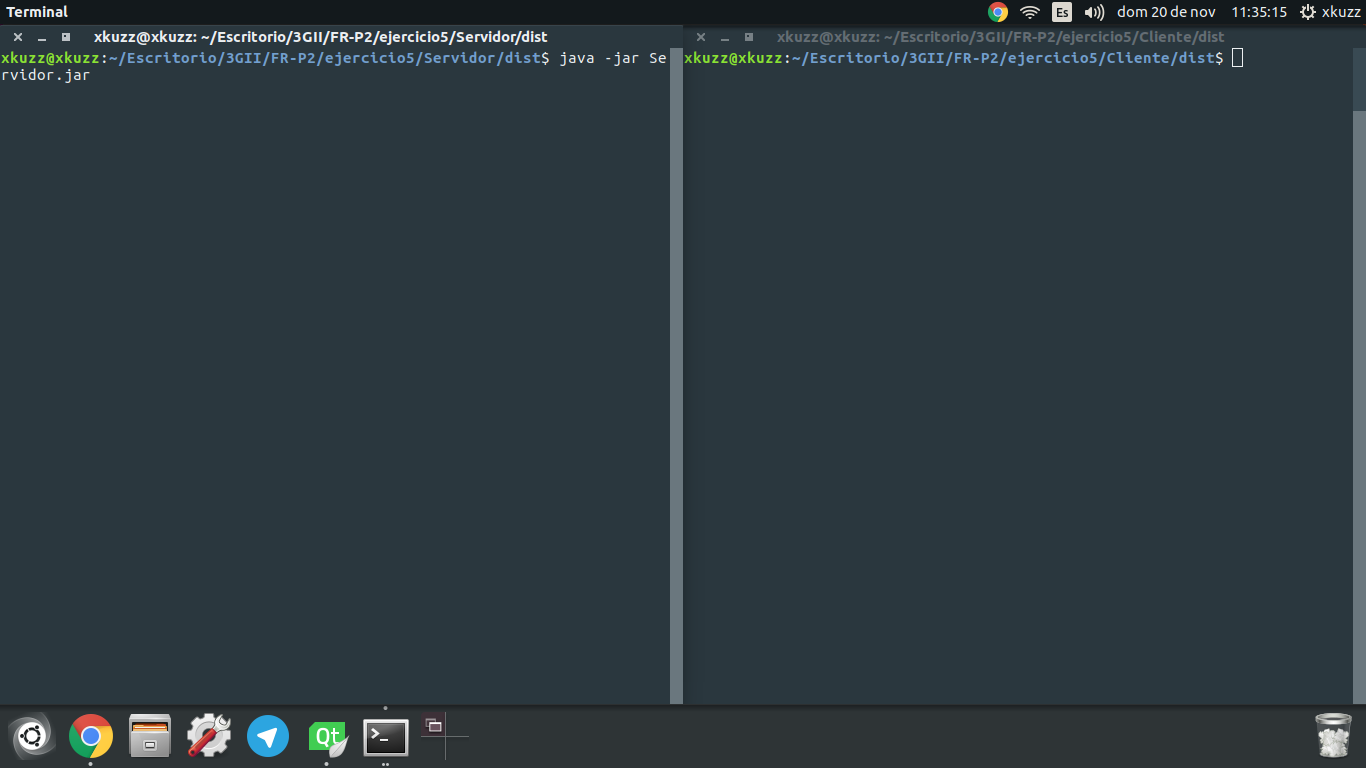 Terminal
Es
dom 20 de nov
11:35:15
xkuzz
xkuzz@xkuzz: ~/Escritorio/3GII/FR-P2/ejercicio5/Servidor/dist
xkuzz@xkuzz: ~/Escritorio/3GII/FR-P2/ejercicio5/Cliente/dist
xkuzz@xkuzz:~/Escritorio/3GII/FR-P2/ejercicio5/Servidor/dist$ java -jar Se
rvidor.jar
xkuzz@xkuzz:~/Escritorio/3GII/FR-P2/ejercicio5/Cliente/dist$
Qt
>_